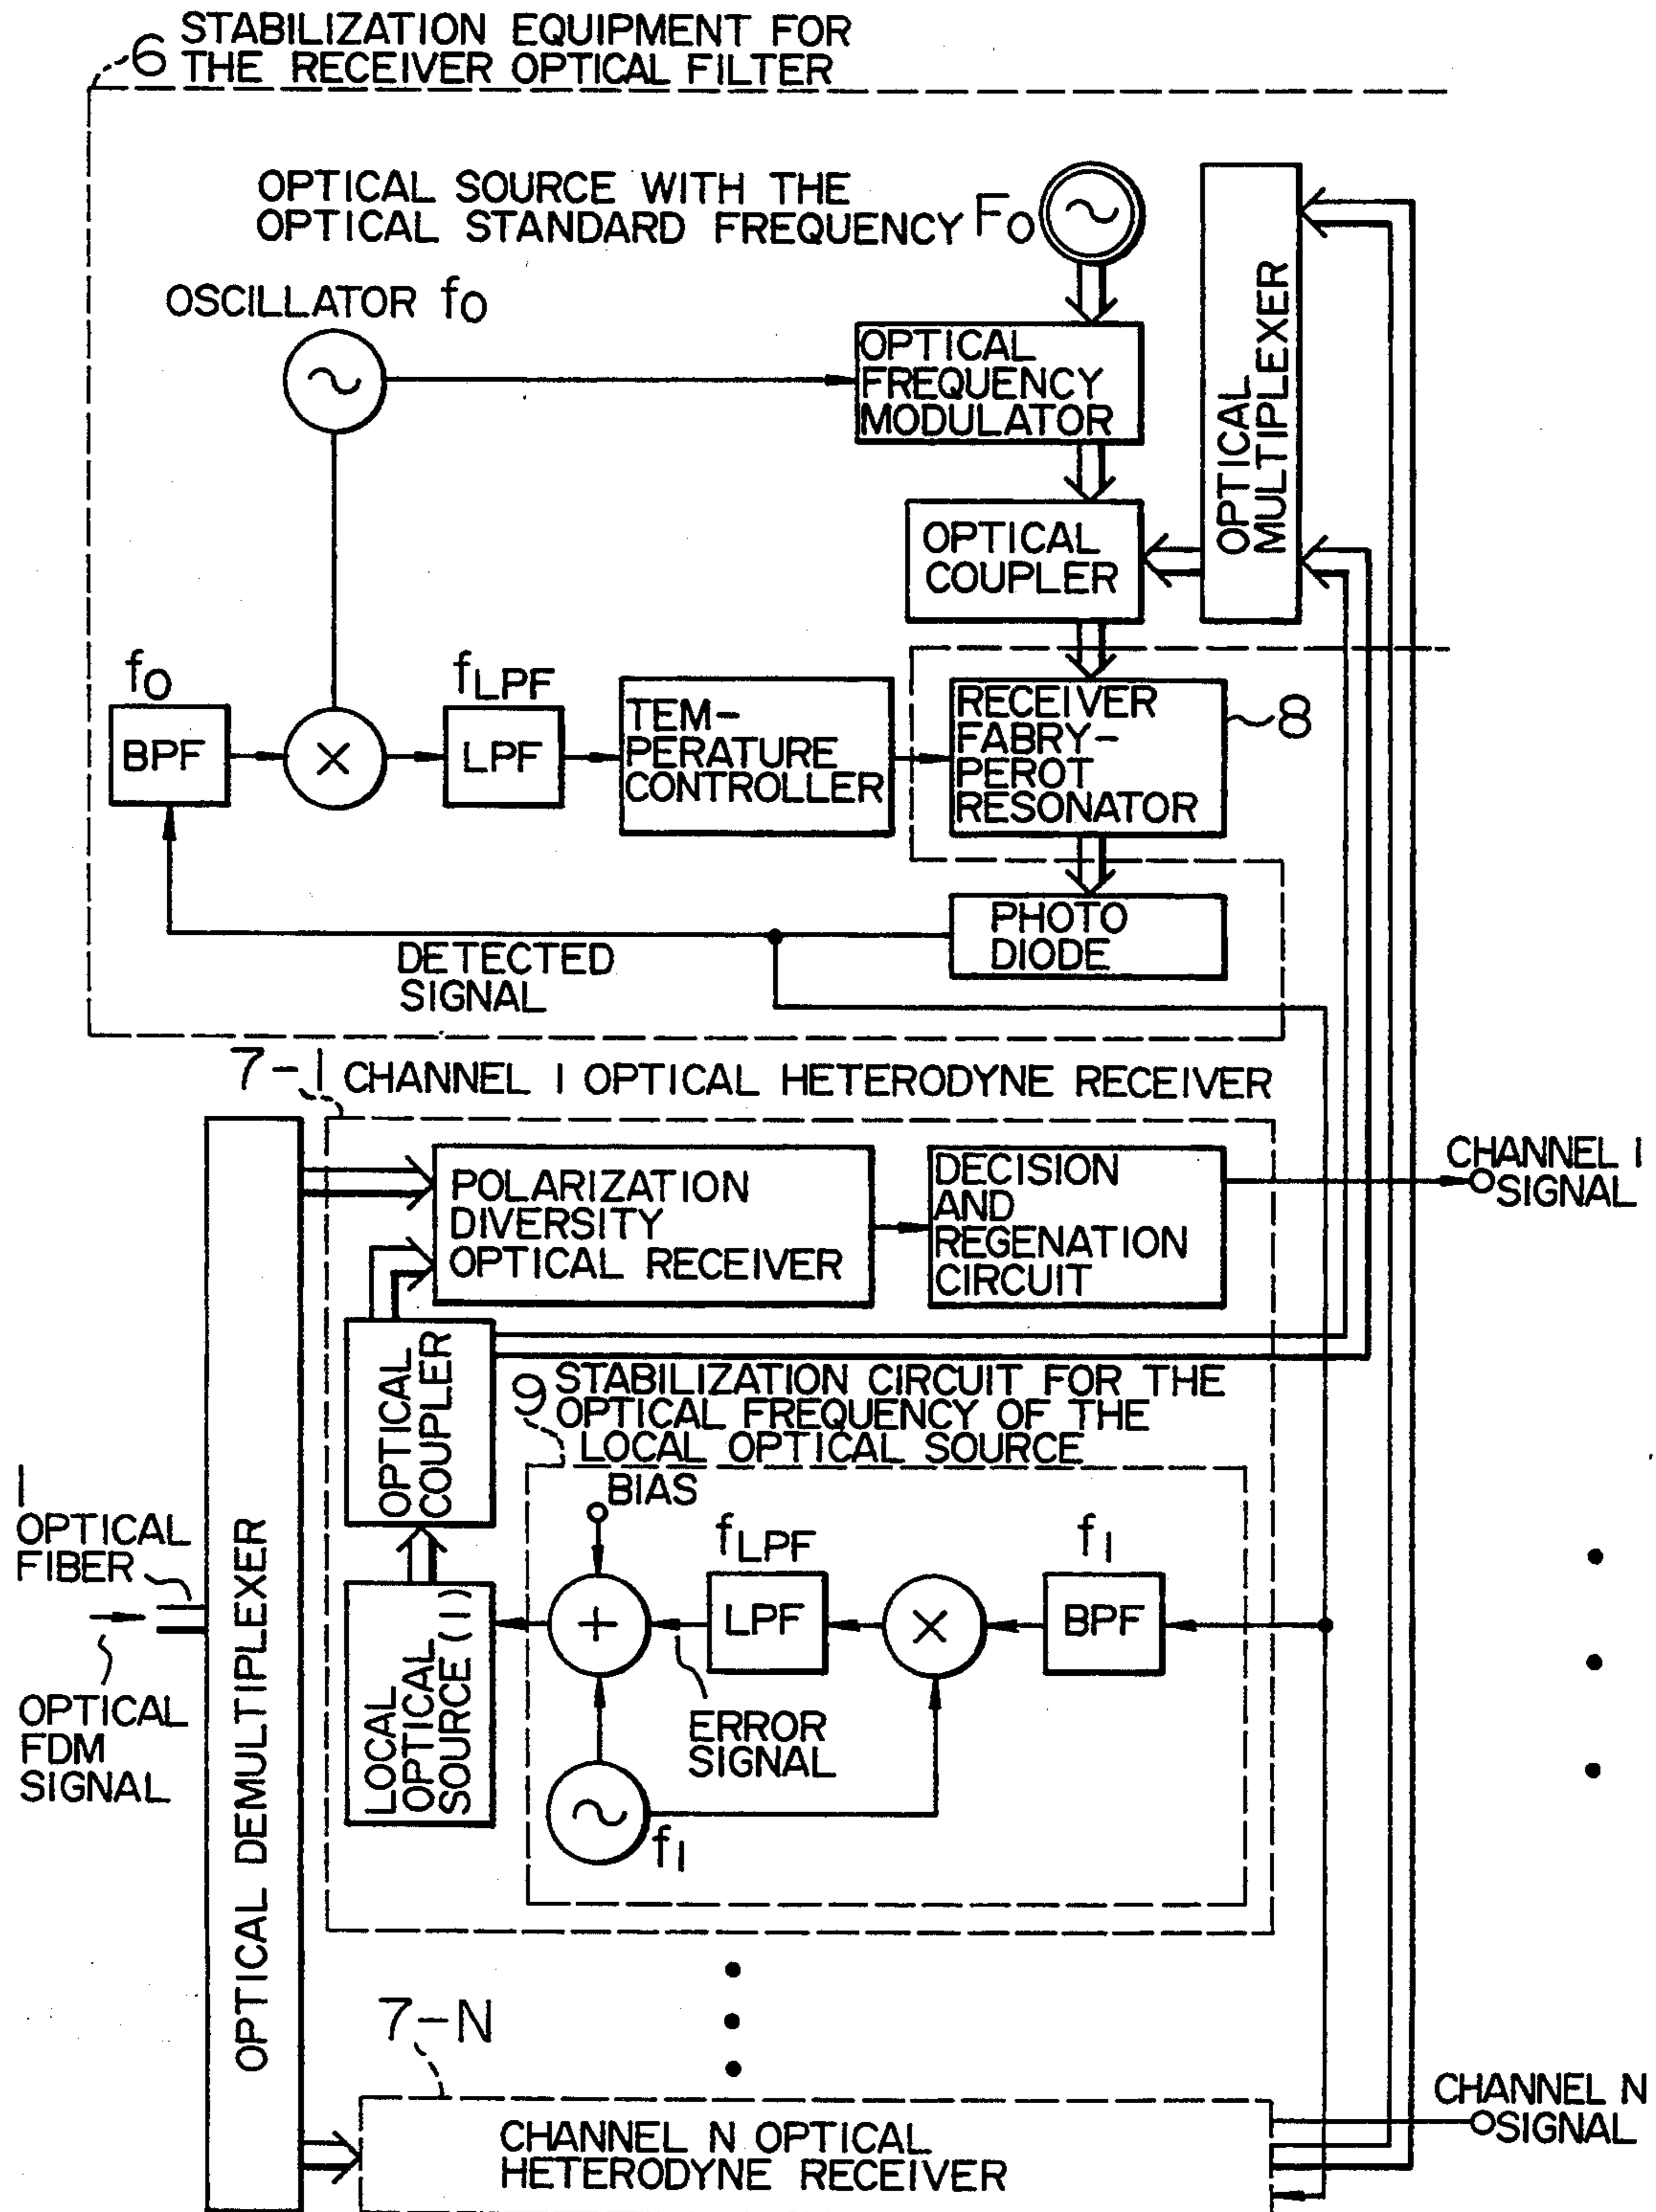 6 STABILIZATION EQUIPMENT FOR
THE RECEIVER OPTICAL FILTER
OPTICAL SOURCE WITH THE
OPTICAL STANDARD FREQUENCY F0
OSCILLATOR f0
OPTICAL
FREQUENCY
MODULATOR
OPTICAL
MULTIPLEXER
OPTICAL
COUPLER
f0
BPF
×
fLPF
LPF
TEM-
PERATURE
CONTROLLER
RECEIVER
FABRY-
PEROT
RESONATOR
8
PHOTO
DIODE
DETECTED
SIGNAL
7-1 CHANNEL 1 OPTICAL HETERODYNE RECEIVER
POLARIZATION
DIVERSITY
OPTICAL RECEIVER
DECISION
AND
REGENATION
CIRCUIT
CHANNEL 1
SIGNAL
OPTICAL
COUPLER
9 STABILIZATION CIRCUIT FOR THE
OPTICAL FREQUENCY OF THE
LOCAL OPTICAL SOURCE
BIAS
fLPF
f1
+
LPF
×
BPF
ERROR
SIGNAL
f1
LOCAL
OPTICAL
SOURCE (1)
1
OPTICAL
FIBER
OPTICAL
FDM
SIGNAL
OPTICAL DEMULTIPLEXER
7-N
CHANNEL N OPTICAL
HETERODYNE RECEIVER
CHANNEL N
SIGNAL